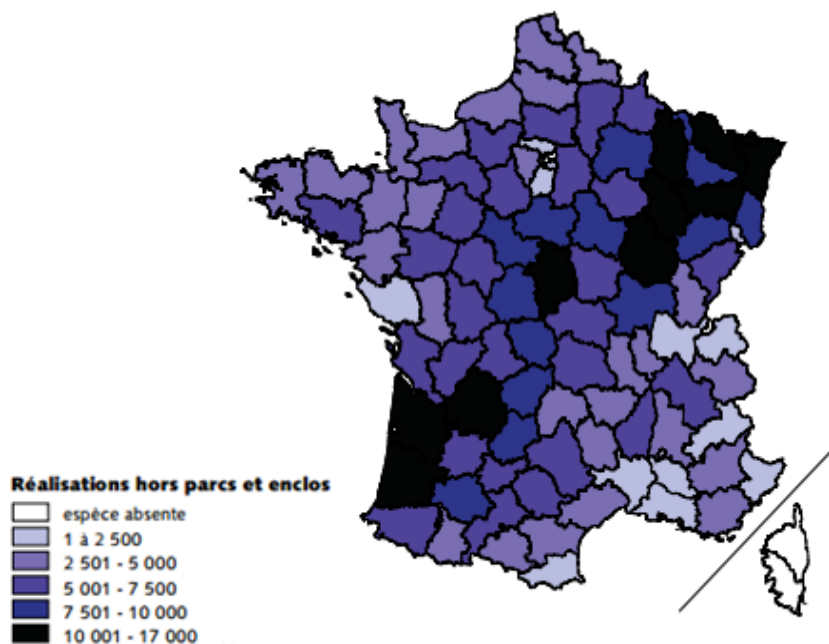 Réalisations hors parcs et enclos
espèce absente
1 à 2 500
2 501 - 5 000
5 001 - 7 500
7 501 - 10 000
10 001 - 17 000